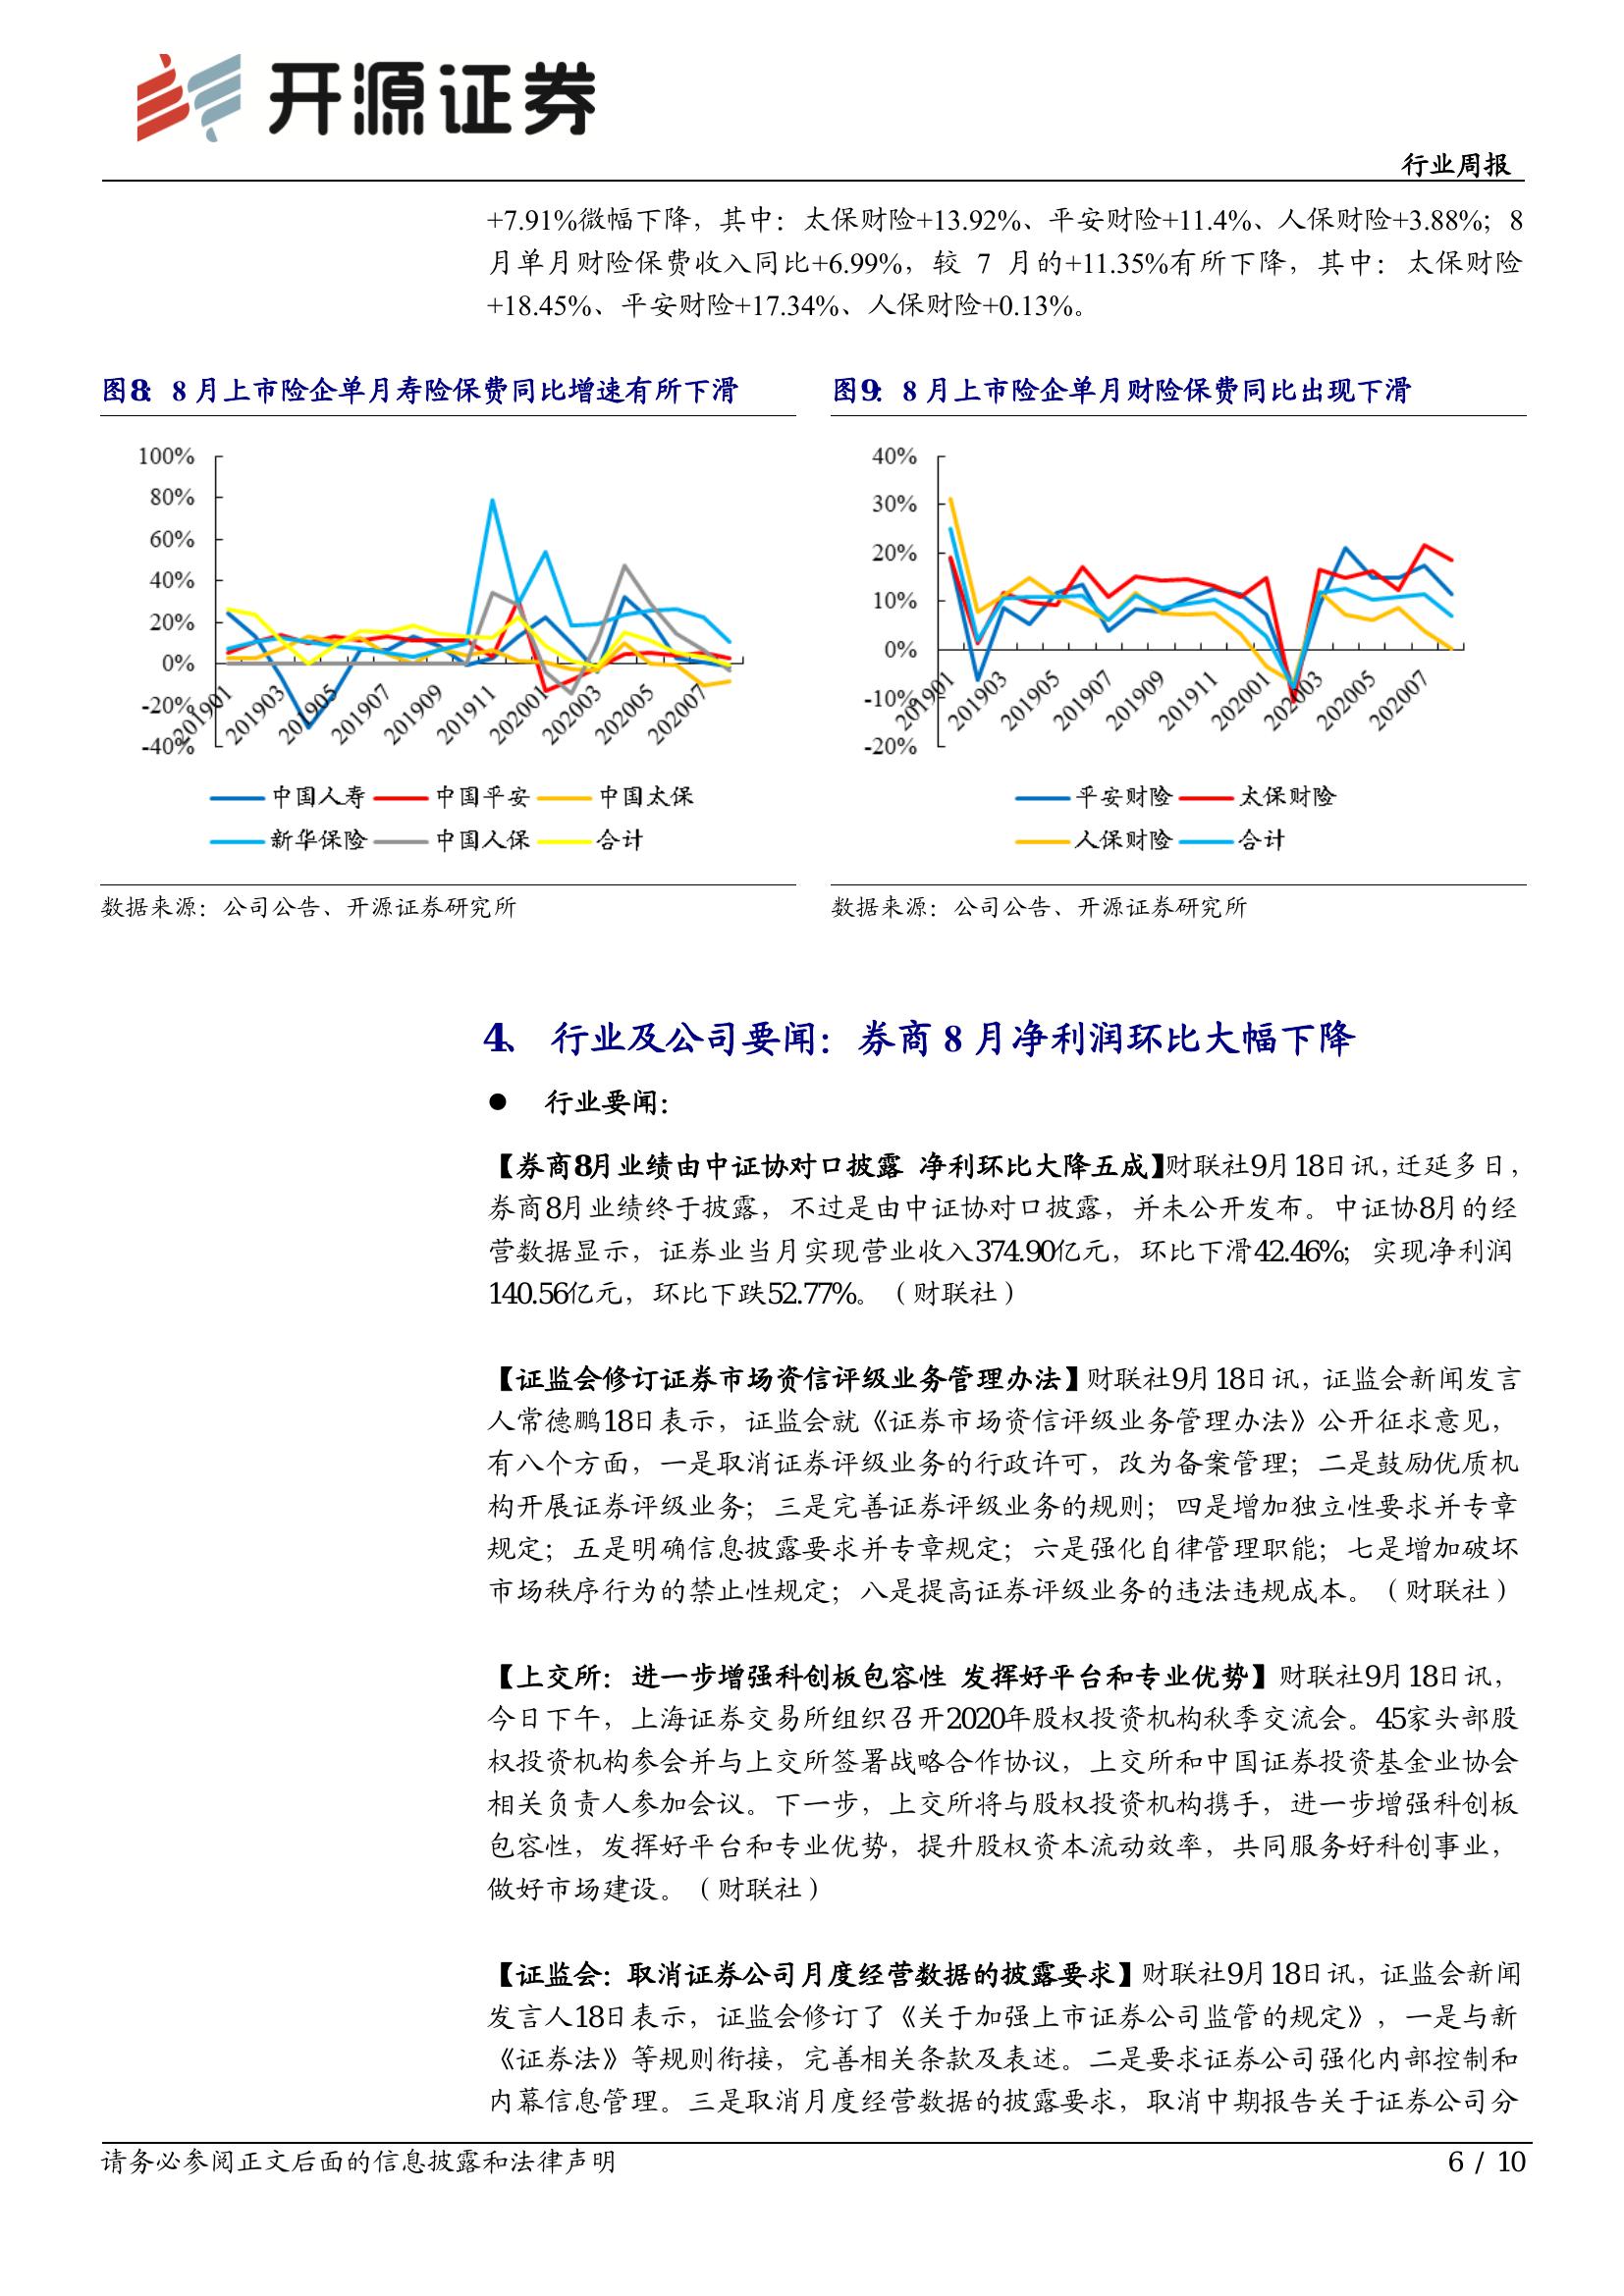 开源证券
行业周报
+7.91%微幅下降，其中：太保财险+13.92%、平安财险+11.4%、人保财险+3.88%；8
月单月财险保费收入同比+6.99%，较 7 月的+11.35%有所下降，其中：太保财险
+18.45%、平安财险+17.34%、人保财险+0.13%。
图8：8 月上市险企单月寿险保费同比增速有所下滑
100%
80%
60%
40%
20%
0%
-20%
-40%
201901
201903
201905
201907
201909
201911
202001
202003
202005
202007
中国人寿 中国平安 中国太保
新华保险 中国人保 合计
数据来源：公司公告、开源证券研究所
图9：8 月上市险企单月财险保费同比出现下滑
40%
30%
20%
10%
0%
-10%
-20%
201901
201903
201905
201907
201909
201911
202001
202003
202005
202007
平安财险 太保财险
人保财险 合计
数据来源：公司公告、开源证券研究所
4、 行业及公司要闻：券商 8 月净利润环比大幅下降
● 行业要闻：
【券商8月业绩由中证协对口披露 净利环比大降五成】财联社9月18日讯，迁延多日，
券商8月业绩终于披露，不过是由中证协对口披露，并未公开发布。中证协8月的经
营数据显示，证券业当月实现营业收入374.90亿元，环比下滑42.46%；实现净利润
140.56亿元，环比下跌52.77%。（财联社）
【证监会修订证券市场资信评级业务管理办法】财联社9月18日讯，证监会新闻发言
人常德鹏18日表示，证监会就《证券市场资信评级业务管理办法》公开征求意见，
有八个方面，一是取消证券评级业务的行政许可，改为备案管理；二是鼓励优质机
构开展证券评级业务；三是完善证券评级业务的规则；四是增加独立性要求并专章
规定；五是明确信息披露要求并专章规定；六是强化自律管理职能；七是增加破坏
市场秩序行为的禁止性规定；八是提高证券评级业务的违法违规成本。（财联社）
【上交所：进一步增强科创板包容性 发挥好平台和专业优势】财联社9月18日讯，
今日下午，上海证券交易所组织召开2020年股权投资机构秋季交流会。45家头部股
权投资机构参会并与上交所签署战略合作协议，上交所和中国证券投资基金业协会
相关负责人参加会议。下一步，上交所将与股权投资机构携手，进一步增强科创板
包容性，发挥好平台和专业优势，提升股权资本流动效率，共同服务好科创事业，
做好市场建设。（财联社）
【证监会：取消证券公司月度经营数据的披露要求】财联社9月18日讯，证监会新闻
发言人18日表示，证监会修订了《关于加强上市证券公司监管的规定》，一是与新
《证券法》等规则衔接，完善相关条款及表述。二是要求证券公司强化内部控制和
内幕信息管理。三是取消月度经营数据的披露要求，取消中期报告关于证券公司分
请务必参阅正文后面的信息披露和法律声明
6 / 10